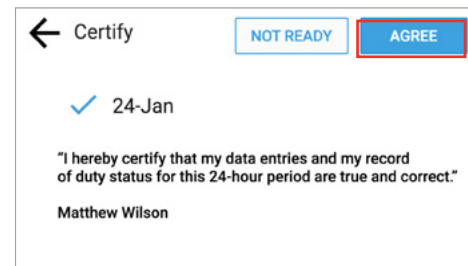 Certify
NOT READY
AGREE
24-Jan
“I hereby certify that my data entries and my record
of duty status for this 24-hour period are true and correct.”
Matthew Wilson